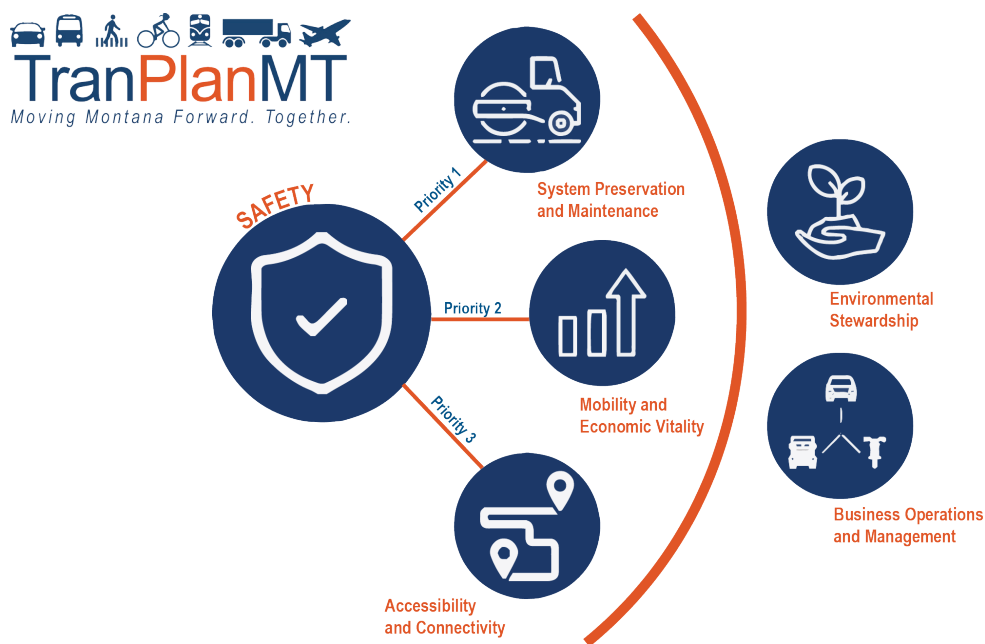 TranPlanMT
Moving Montana Forward. Together.
SAFETY
Priority 1
System Preservation
and Maintenance
Priority 2
Mobility and
Economic Vitality
Priority 3
Accessibility
and Connectivity
Environmental
Stewardship
Business Operations
and Management